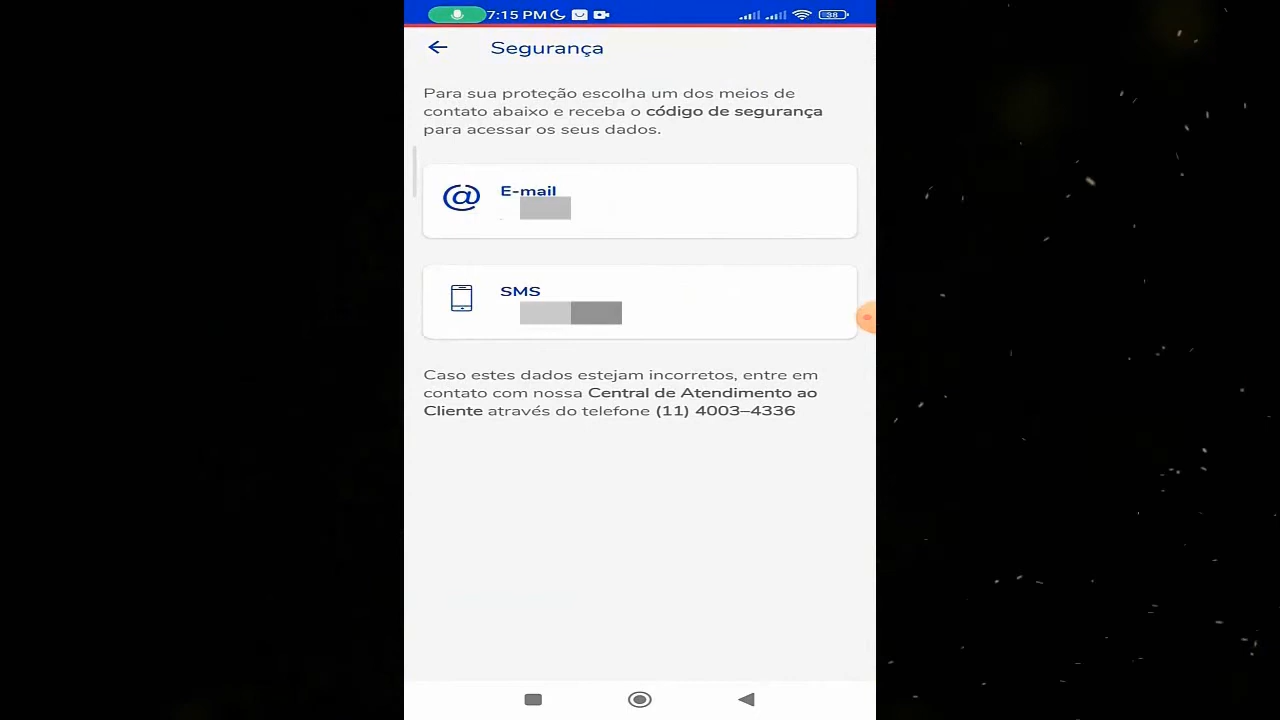 7:15 PM
38
Segurança
Para sua proteção escolha um dos meios de
contato abaixo e receba o código de segurança
para acessar os seus dados.
@ E-mail
SMS
Caso estes dados estejam incorretos, entre em
contato com nossa Central de Atendimento ao
Cliente através do telefone (11) 4003–4336